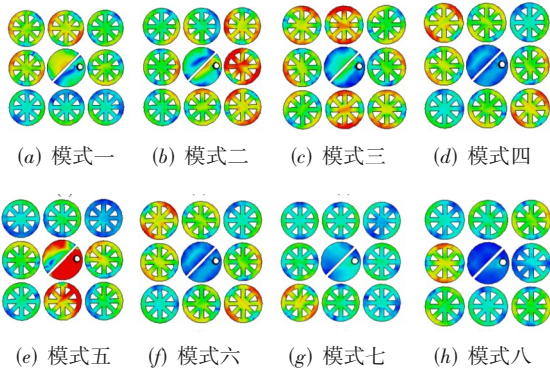 (a) 模式一 (b) 模式二 (c) 模式三 (d) 模式四
(e) 模式五 (f) 模式六 (g) 模式七 (h) 模式八